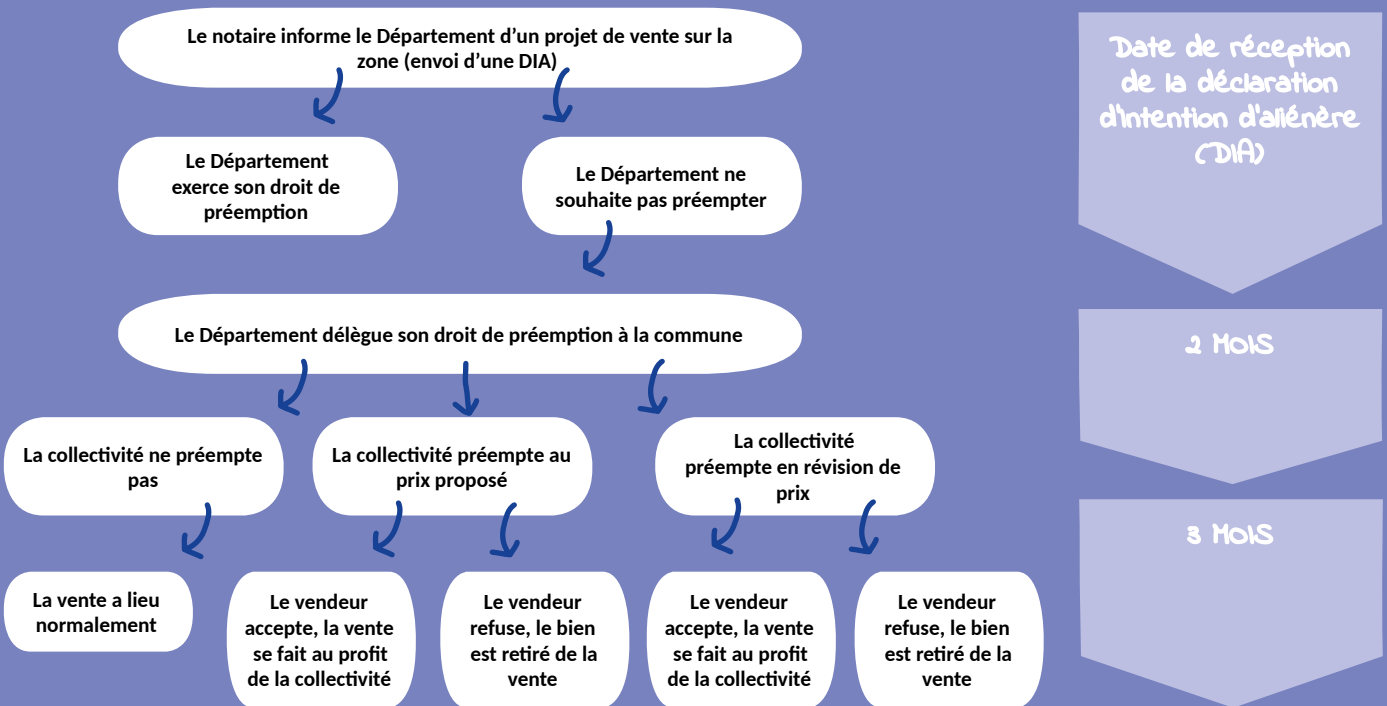 Le notaire informe le Département d’un projet de vente sur la
zone (envoi d’une DIA)
Le Département
exerce son droit de
préemption
Le Département ne
souhaite pas préempter
Le Département délègue son droit de préemption à la commune
La collectivité ne préempte
pas
La collectivité préempte au
prix proposé
La collectivité
préempte en révision de
prix
La vente a lieu
normalement
Le vendeur
accepte, la vente
se fait au profit
de la collectivité
Le vendeur
refuse, le bien
est retiré de la
vente
Le vendeur
accepte, la vente
se fait au profit
de la collectivité
Le vendeur
refuse, le bien
est retiré de la
vente
Date de réception
de la déclaration
d'intention d'aliénère
(DIA)
2 MOIS
3 MOIS